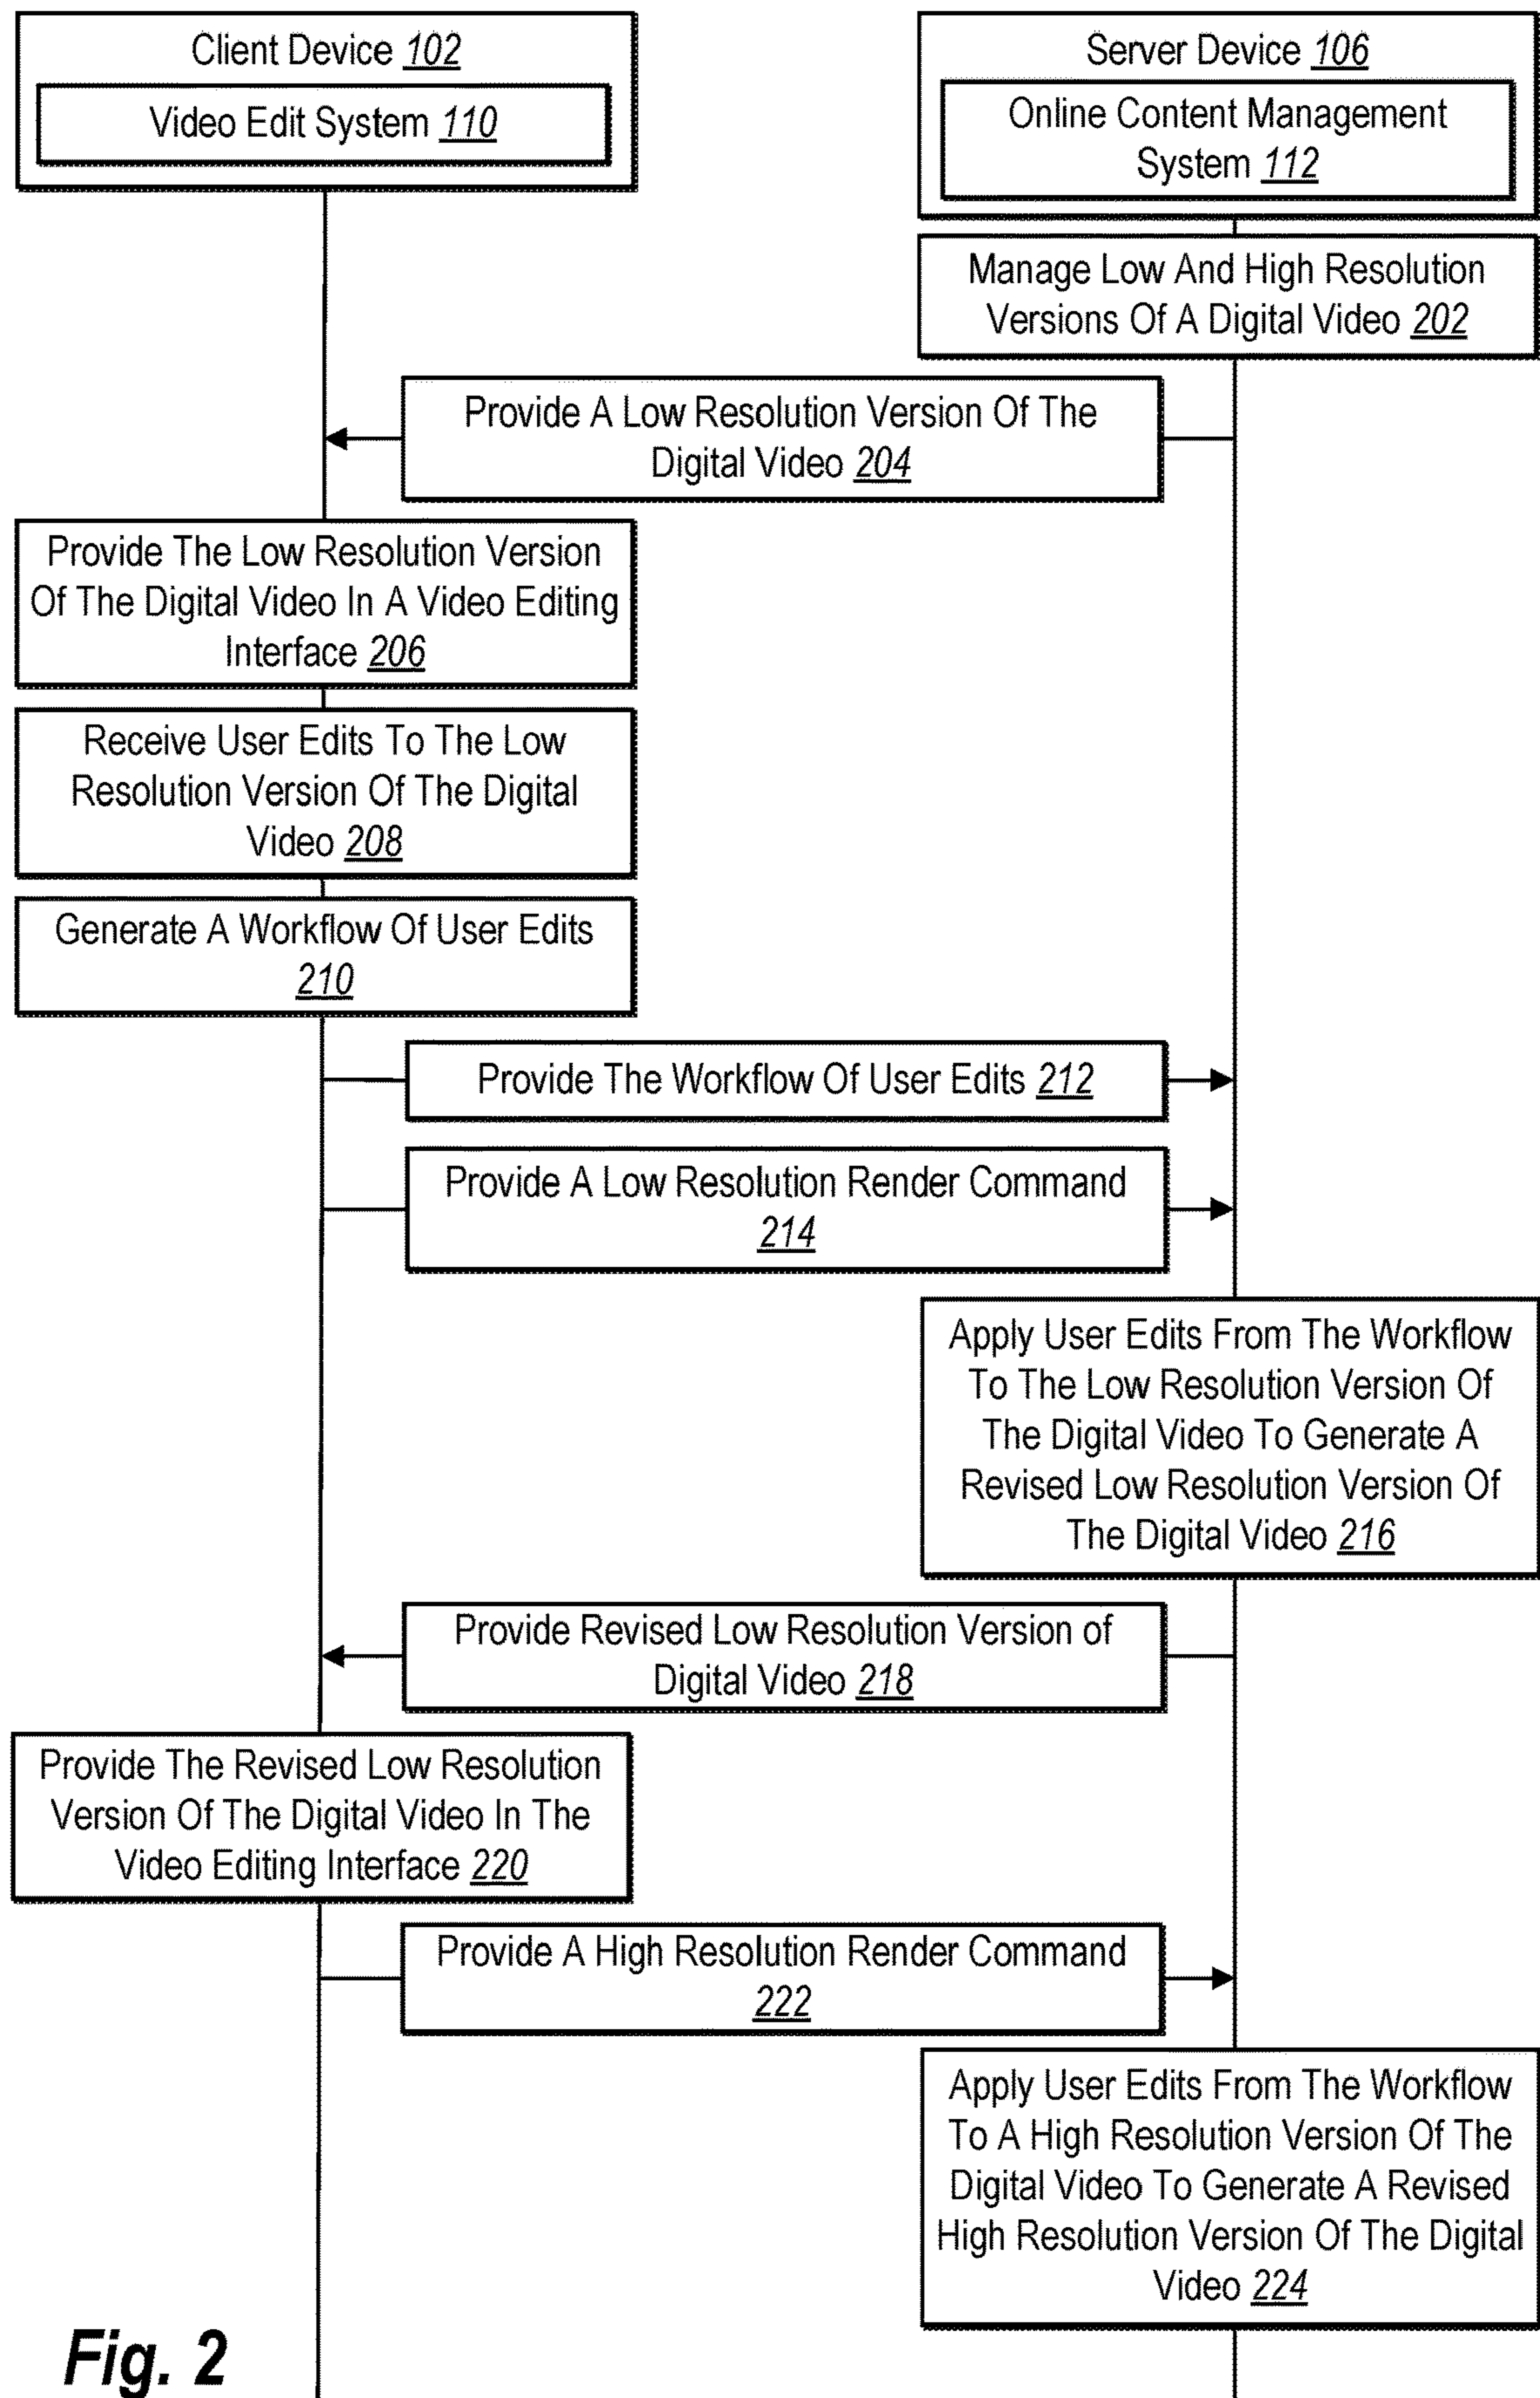 Client Device 102
Video Edit System 110
Server Device 106
Online Content Management
System 112
Manage Low And High Resolution
Versions Of A Digital Video 202
Provide A Low Resolution Version Of The
Digital Video 204
Provide The Low Resolution Version
Of The Digital Video In A Video Editing
Interface 206
Receive User Edits To The Low
Resolution Version Of The Digital
Video 208
Generate A Workflow Of User Edits
210
Provide The Workflow Of User Edits 212
Provide A Low Resolution Render Command
214
Apply User Edits From The Workflow
To The Low Resolution Version Of
The Digital Video To Generate A
Revised Low Resolution Version Of
The Digital Video 216
Provide Revised Low Resolution Version of
Digital Video 218
Provide The Revised Low Resolution
Version Of The Digital Video In The
Video Editing Interface 220
Provide A High Resolution Render Command
222
Apply User Edits From The Workflow
To A High Resolution Version Of The
Digital Video To Generate A Revised
High Resolution Version Of The Digital
Video 224
Fig. 2